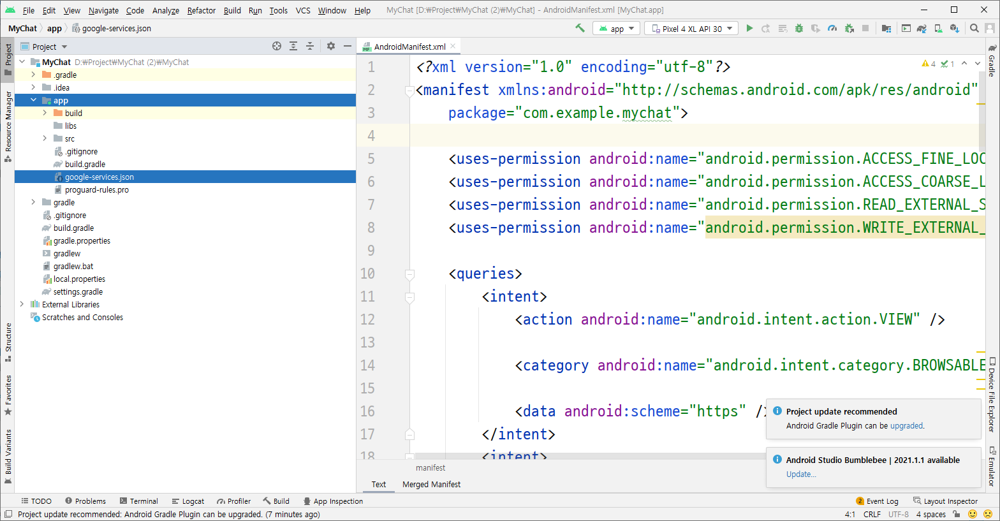 File Edit View Navigate Code Analyze Refactor Build Run Tools VCS Window Help MyChat [D:₩Project₩MyChat (2)₩MyChat] - AndroidManifest.xml [MyChat.app]
MyChat app google-services.json app Pixel 4 XL API 30
Project
AndroidManifest.xml
MyChat D:₩Project₩MyChat (2)₩MyChat
.gradle
.idea
app
build
libs
src
.gitignore
build.gradle
google-services.json
proguard-rules.pro
gradle
.gitignore
build.gradle
gradle.properties
gradlew
gradlew.bat
local.properties
settings.gradle
External Libraries
Scratches and Consoles
Project
Resource Manager
Structure
Favorites
Build Variants
1 <?xml version="1.0" encoding="utf-8"?>
2 <manifest xmlns:android="http://schemas.android.com/apk/res/android"
3 package="com.example.mychat">
4
5 <uses-permission android:name="android.permission.ACCESS_FINE_LOC
6 <uses-permission android:name="android.permission.ACCESS_COARSE_L
7 <uses-permission android:name="android.permission.READ_EXTERNAL_S
8 <uses-permission android:name="android.permission.WRITE_EXTERNAL_
9
10 <queries>
11 <intent>
12 <action android:name="android.intent.action.VIEW" />
13
14 <category android:name="android.intent.category.BROWSABLE
15
16 <data android:scheme="https" />
17 </intent>
18 <intent>
4 1
MF
Gradle
Device File Explorer
Emulator
Project update recommended
Android Gradle Plugin can be upgraded.
Android Studio Bumblebee | 2021.1.1 available
Update...
manifest
Text Merged Manifest
TODO Problems Terminal Logcat Profiler Build App Inspection 2 Event Log Layout Inspector
Project update recommended: Android Gradle Plugin can be upgraded. (7 minutes ago) 4:1 CRLF UTF-8 4 spaces